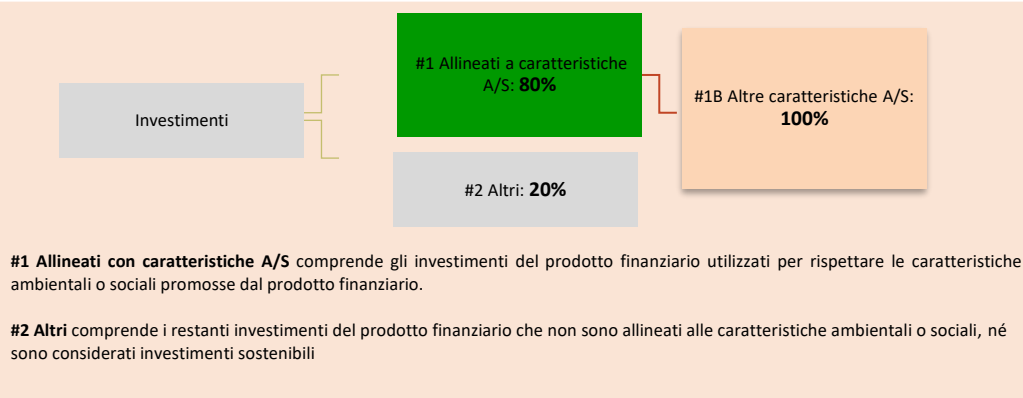 Investimenti
#1 Allineati a caratteristiche
A/S: 80%
#1B Altre caratteristiche A/S:
100%
#2 Altri: 20%
#1 Allineati con caratteristiche A/S comprende gli investimenti del prodotto finanziario utilizzati per rispettare le caratteristiche
ambientali o sociali promosse dal prodotto finanziario.
#2 Altri comprende i restanti investimenti del prodotto finanziario che non sono allineati alle caratteristiche ambientali o sociali, né
sono considerati investimenti sostenibili